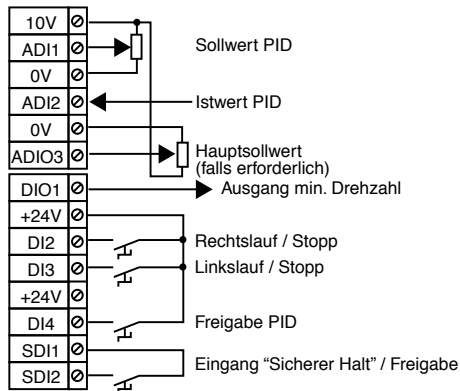 10V
ADI1 Sollwert PID
0V
ADI2 Istwert PID
0V
ADIO3 Hauptsollwert
(falls erforderlich)
DIO1 Ausgang min. Drehzahl
+24V
DI2 Rechtslauf / Stopp
DI3 Linkslauf / Stopp
+24V
DI4 Freigabe PID
SDI1
Eingang “Sicherer Halt” / Freigabe
SDI2